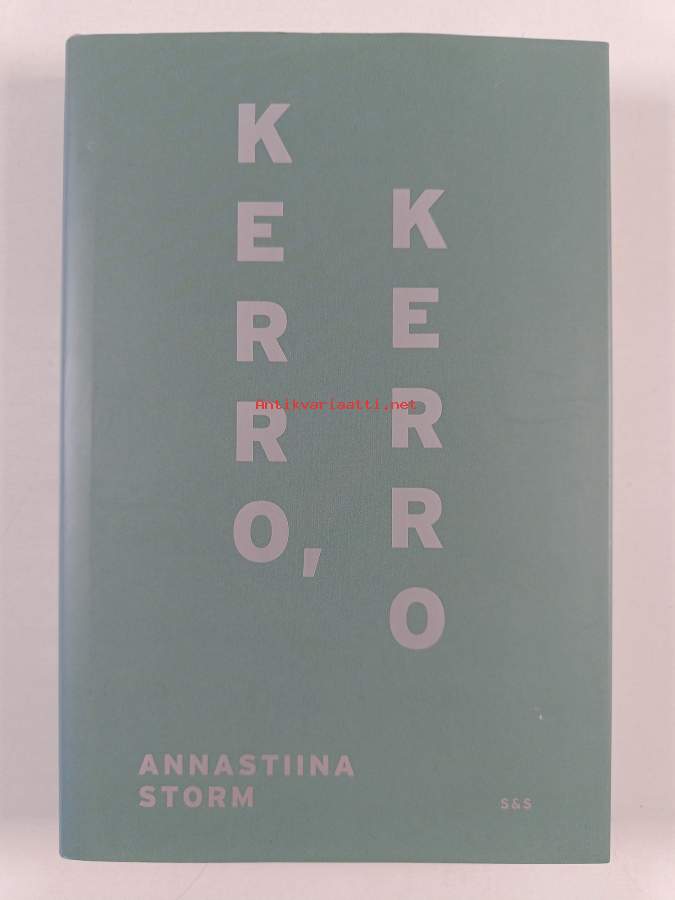 KERRO,
KERRO
Antikvariaatti.net
ANNASTIINA
STORM
S&S